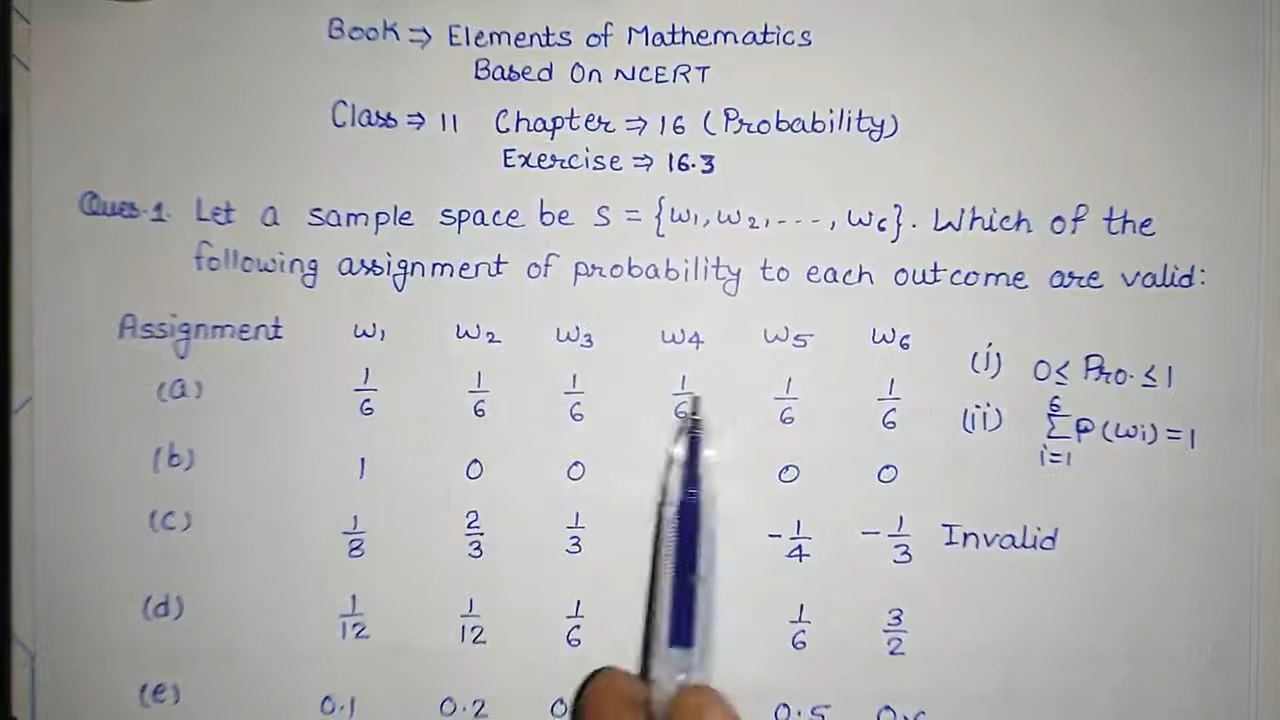 Book ⇒ Elements of Mathematics
Based On NCERT
Class ⇒ 11 Chapter ⇒ 16 (Probability)
Exercise ⇒ 16.3
Ques.1. Let a sample space be S = {ω1, ω2, ---, ω6}. Which of the
following assignment of probability to each outcome are valid:
Assignment ω1 ω2 ω3 ω4 ω5 ω6
(i) 0 ≤ Pro. ≤ 1
(a) 1/6 1/6 1/6 1/6 1/6 1/6
(ii) 6 Σ i=1 P(ωi) = 1
(b) 1 0 0 0 0
(c) 1/8 2/3 1/3 -1/4 -1/3 Invalid
(d) 1/12 1/12 1/6 1/6 3/2
(e) 0.1 0.2 0.5